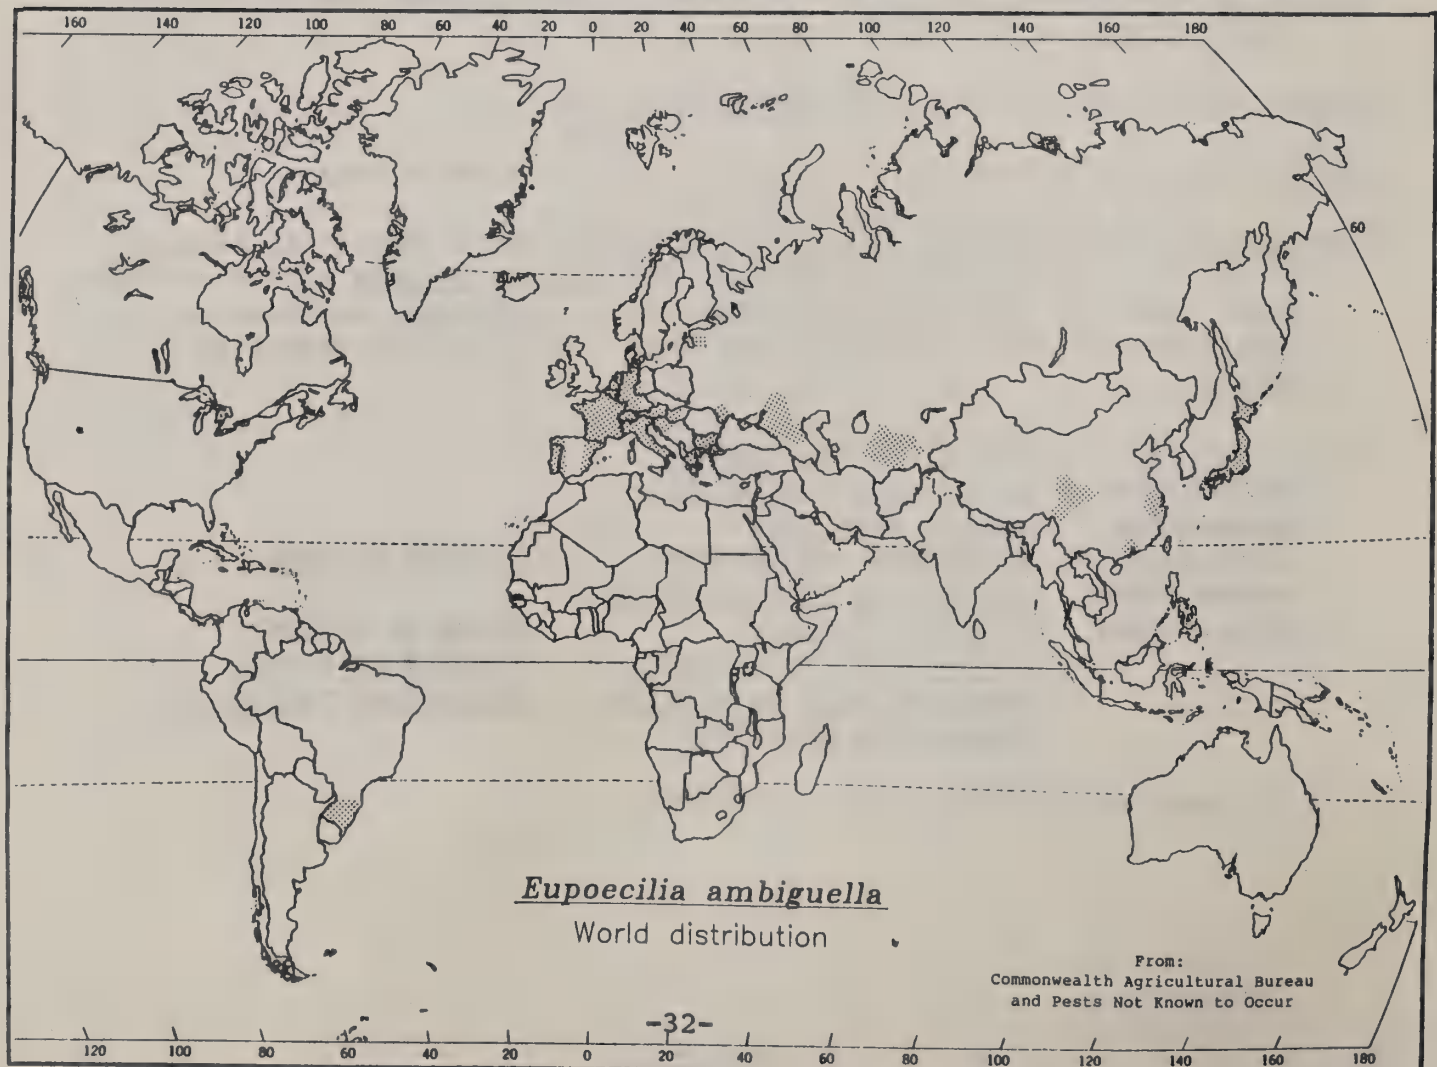 160 140 120 100 80 60 40 20 0 20 40 60 80 100 120 140 160 180
60
Eupoecilia ambiguella
World distribution
From:
Commonwealth Agricultural Bureau
and Pests Not Known to Occur
-32-
120 100 80 60 40 20 0 20 40 60 80 100 120 140 160 180